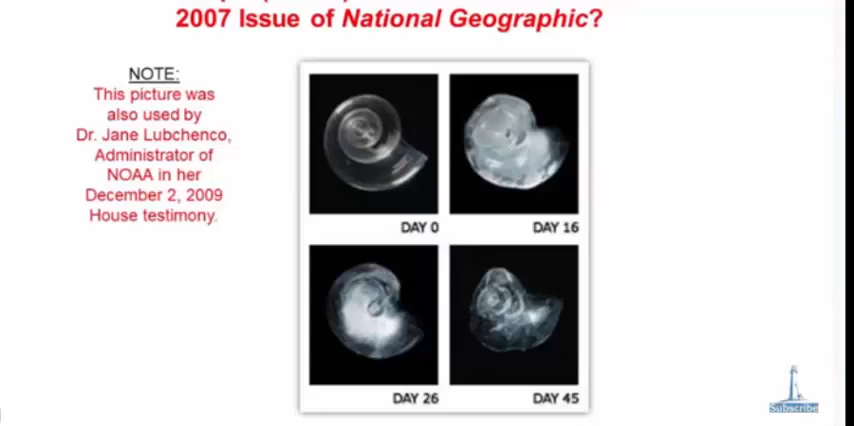 2007 Issue of National Geographic?
NOTE:
This picture was
also used by
Dr. Jane Lubchenco,
Administrator of
NOAA in her
December 2, 2009
House testimony.
DAY 0
DAY 16
DAY 26
DAY 45
Subscribe